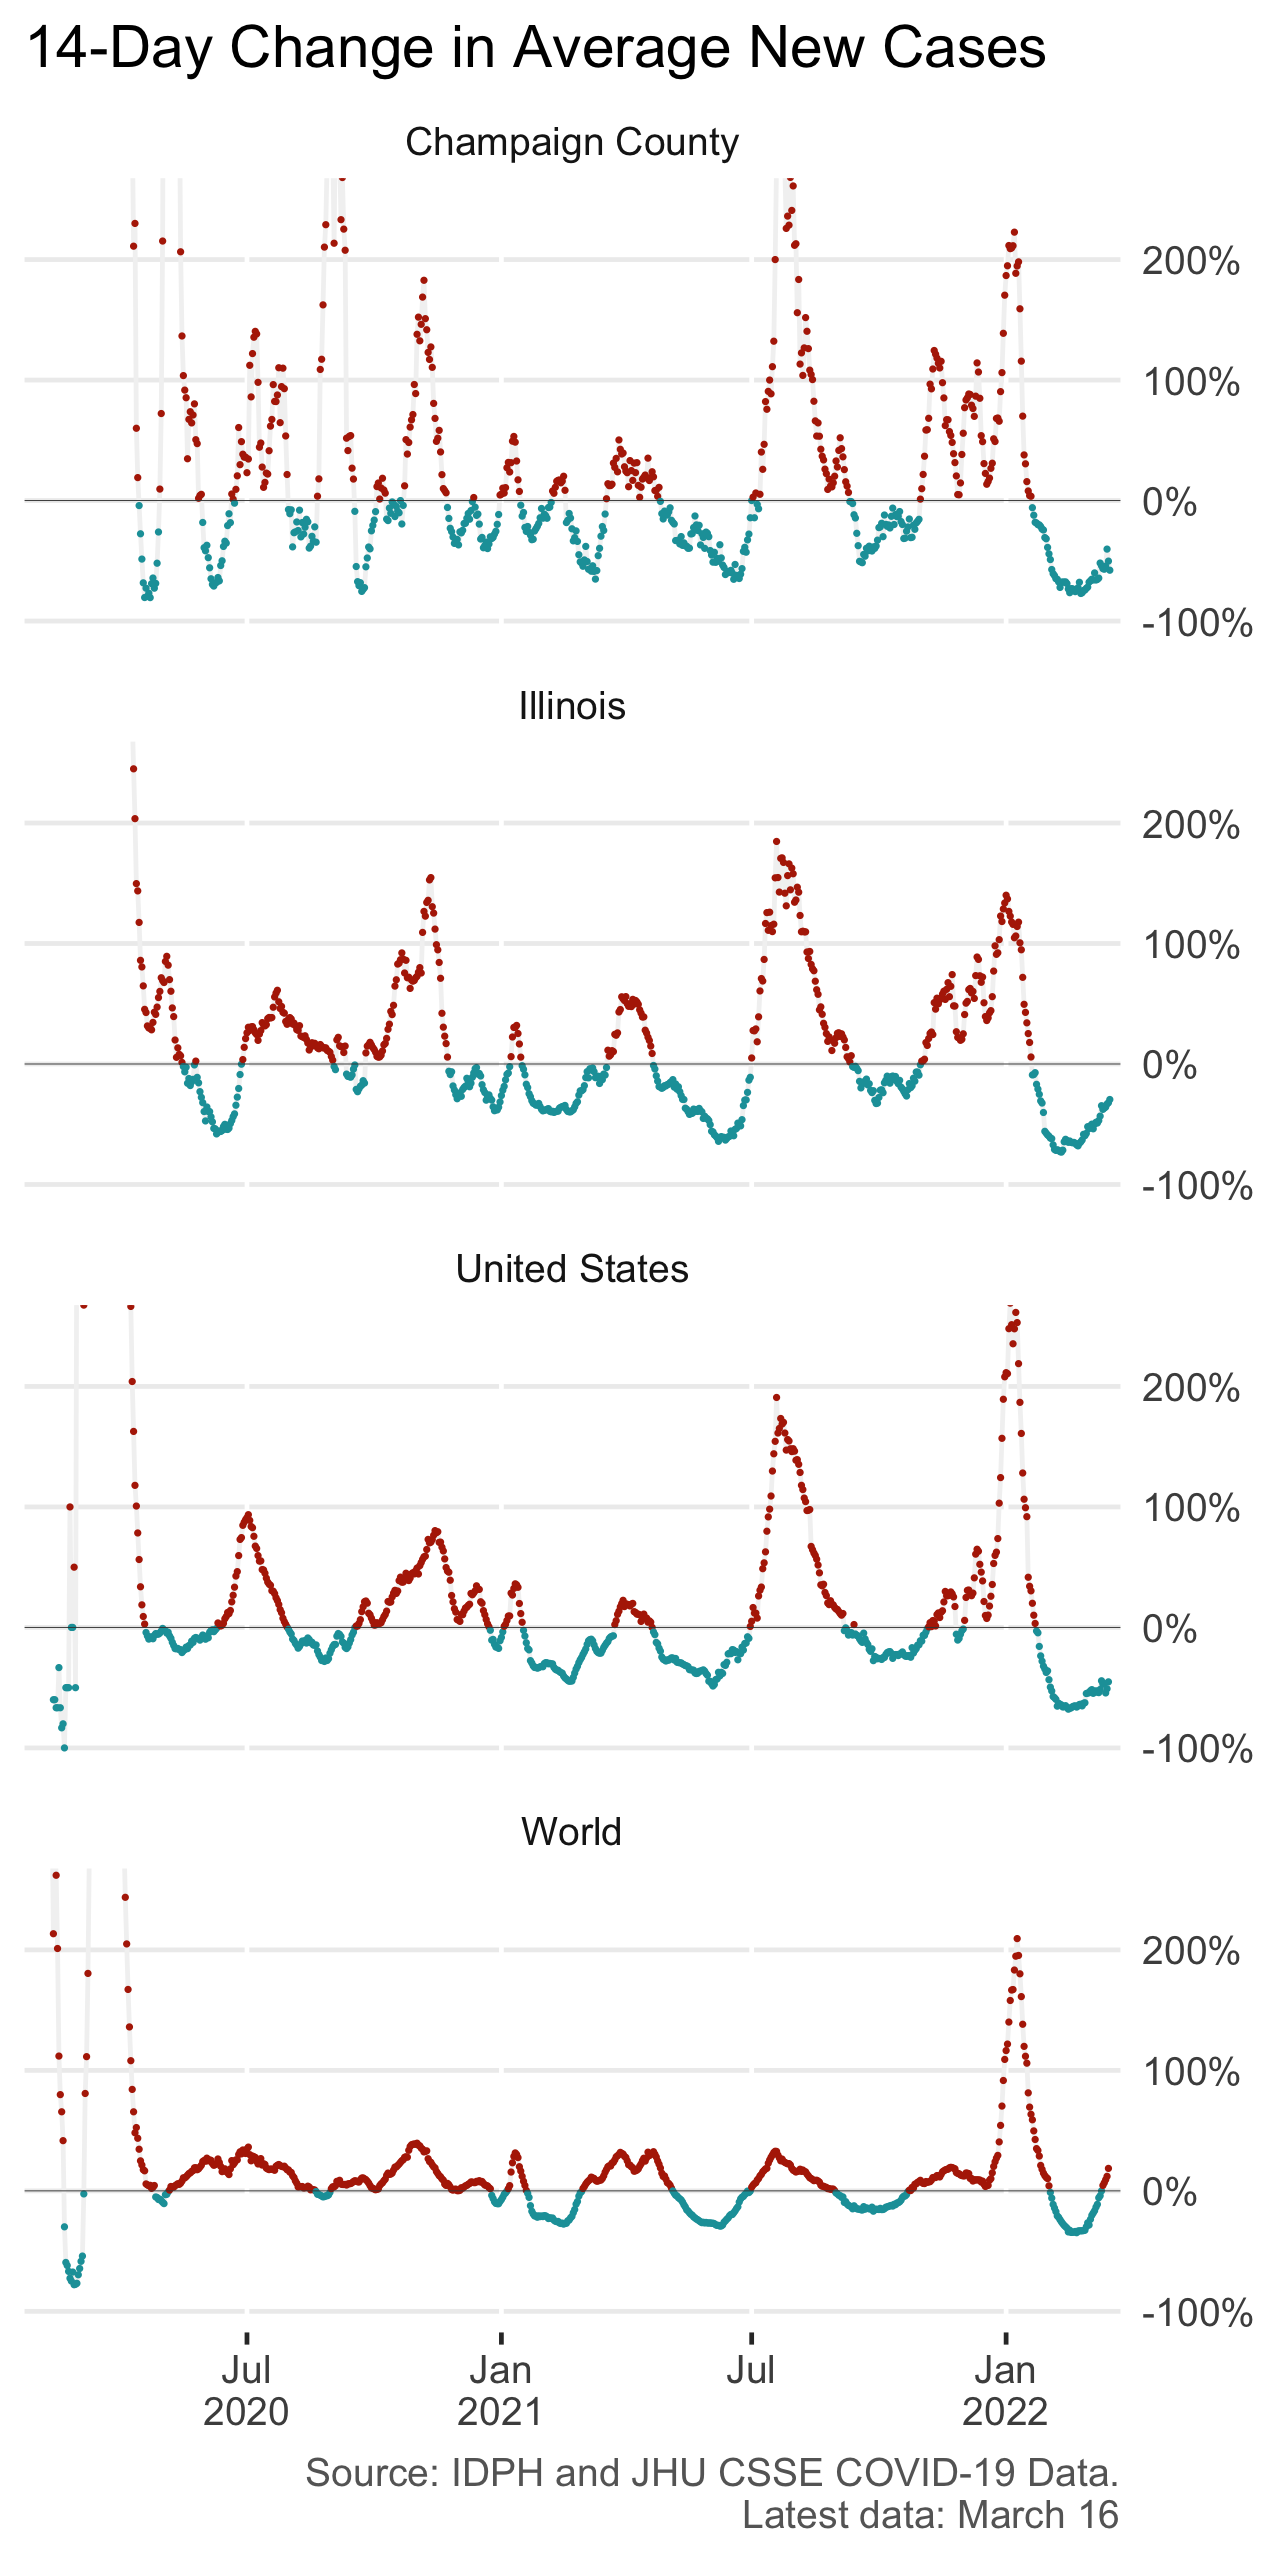 14-Day Change in Average New Cases
Champaign County
200%
100%
0%
-100%
Illinois
200%
100%
0%
-100%
United States
200%
100%
0%
-100%
World
200%
100%
0%
-100%
Jul Jan Jul Jan
2020 2021 2022
Source: IDPH and JHU CSSE COVID-19 Data.
Latest data: March 16